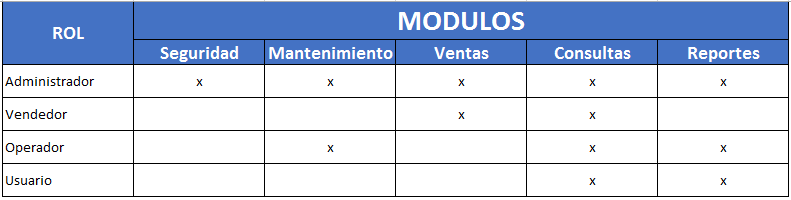 ROL MODULOS
Seguridad Mantenimiento Ventas Consultas Reportes
Administrador x x x x x
Vendedor x x
Operador x x x
Usuario x x